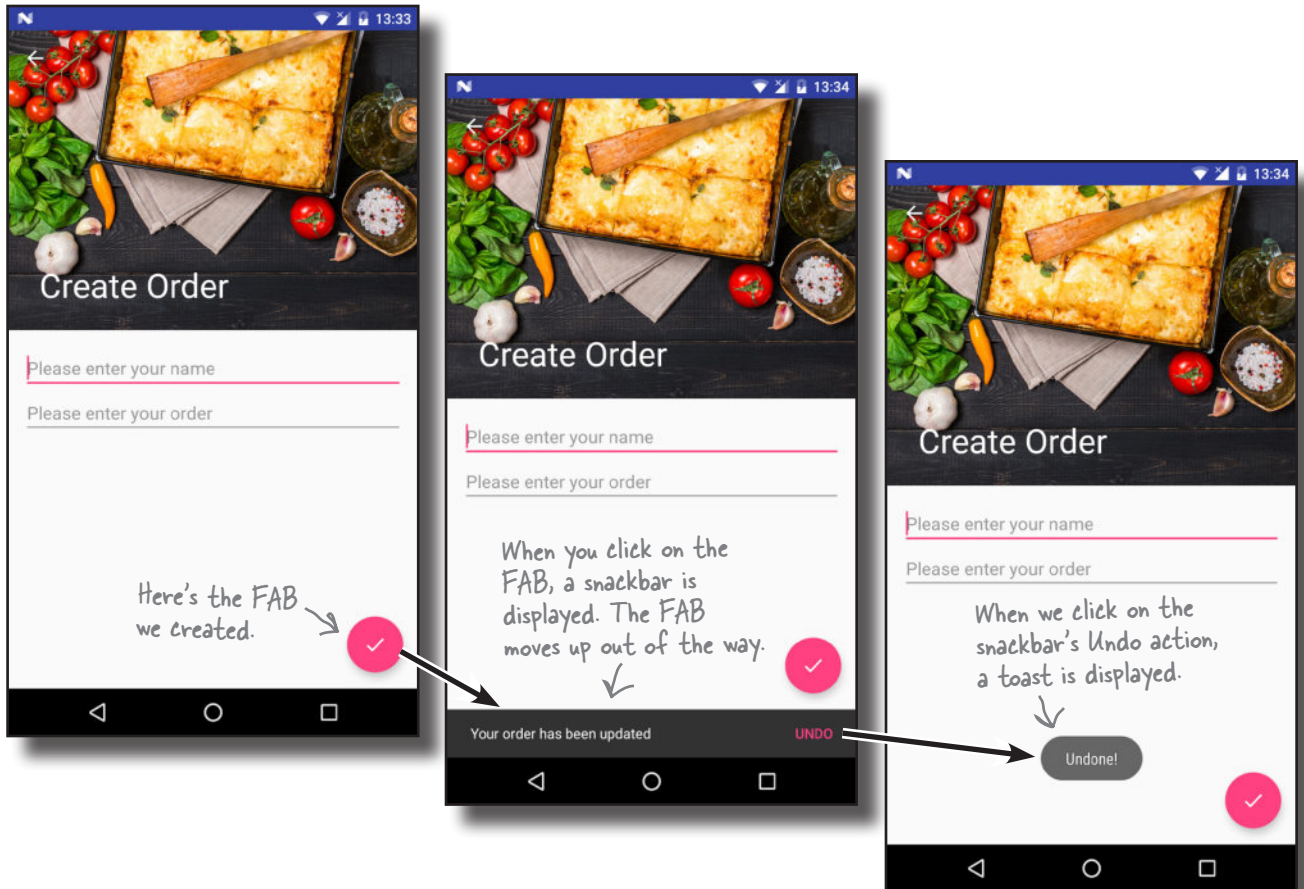 13:33
Create Order
Please enter your name
Please enter your order
Here's the FAB
we created.
13:34
Create Order
Please enter your name
Please enter your order
When you click on the
FAB, a snackbar is
displayed. The FAB
moves up out of the way.
Your order has been updated UNDO
13:34
Create Order
Please enter your name
Please enter your order
When we click on the
snackbar's Undo action,
a toast is displayed.
Undone!